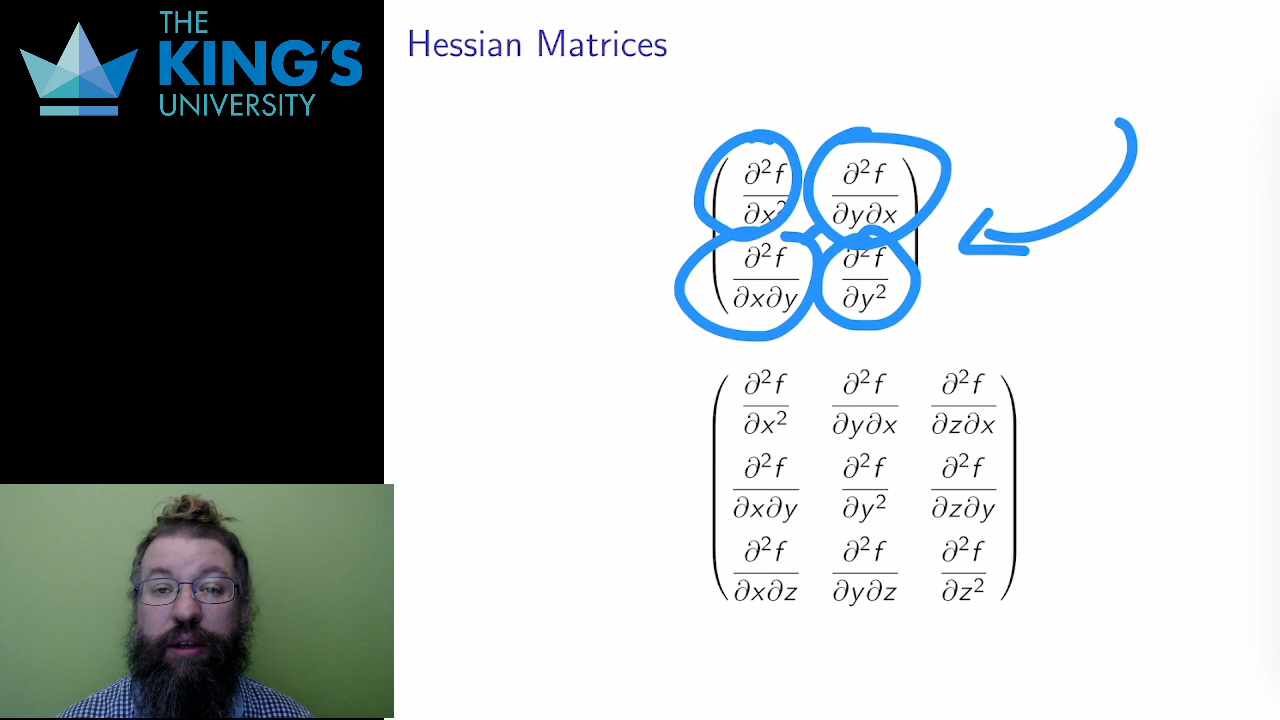 THE
KING'S
UNIVERSITY
Hessian Matrices
∂²f ∂²f
∂x² ∂y∂x
∂²f ∂²f
∂x∂y ∂y²
∂²f ∂²f ∂²f
∂x² ∂y∂x ∂z∂x
∂²f ∂²f ∂²f
∂x∂y ∂y² ∂z∂y
∂²f ∂²f ∂²f
∂x∂z ∂y∂z ∂z²